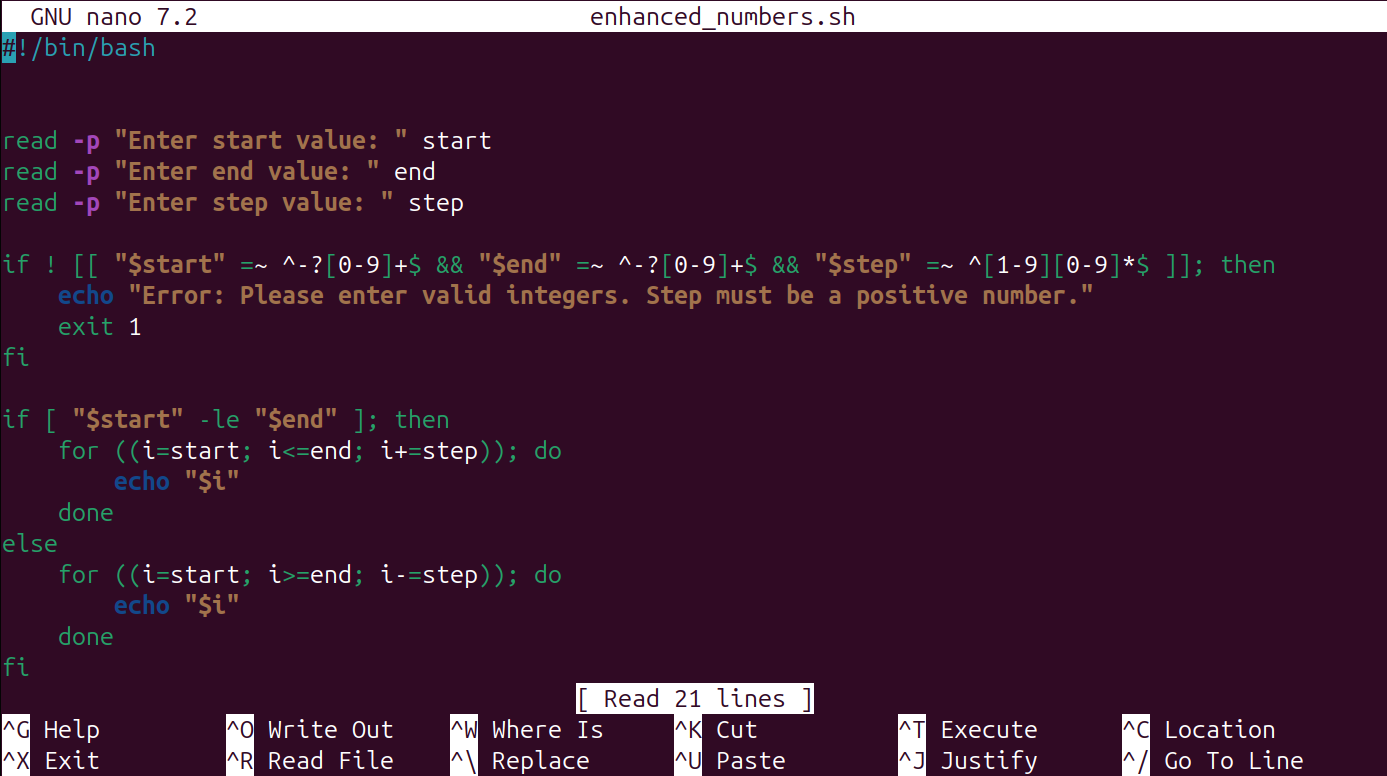 GNU nano 7.2 enhanced_numbers.sh
#!/bin/bash
read -p "Enter start value: " start
read -p "Enter end value: " end
read -p "Enter step value: " step
if ! [[ "$start" =~ ^-?[0-9]+$ && "$end" =~ ^-?[0-9]+$ && "$step" =~ ^[1-9][0-9]*$ ]]; then
    echo "Error: Please enter valid integers. Step must be a positive number."
    exit 1
fi
if [ "$start" -le "$end" ]; then
    for ((i=start; i<=end; i+=step)); do
        echo "$i"
    done
else
    for ((i=start; i>=end; i-=step)); do
        echo "$i"
    done
fi
[ Read 21 lines ]
^G Help ^O Write Out ^W Where Is ^K Cut ^T Execute ^C Location
^X Exit ^R Read File ^\ Replace ^U Paste ^J Justify ^/ Go To Line